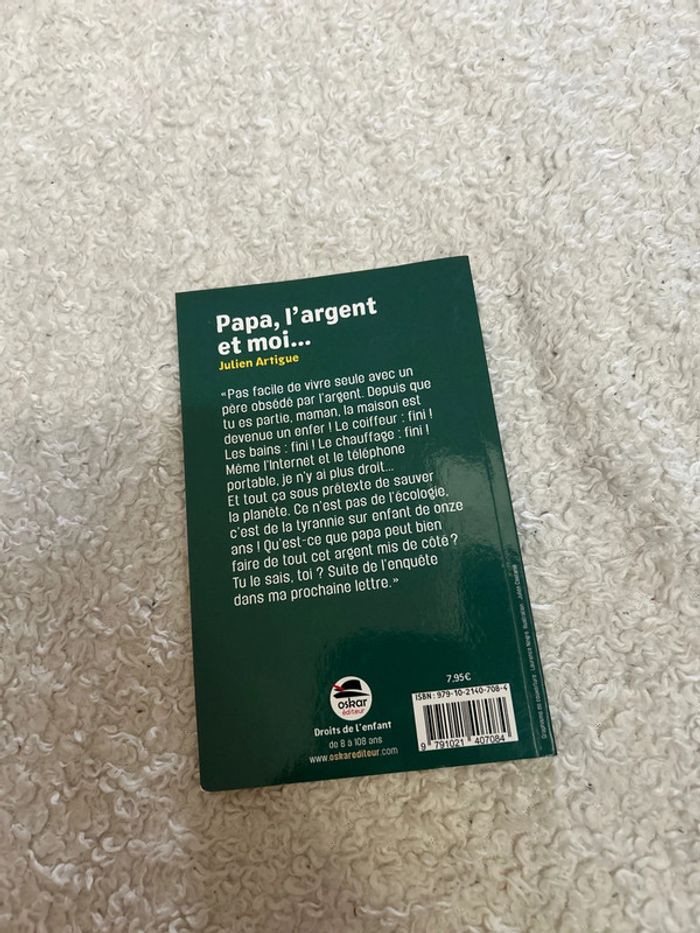 Papa, l'argent
et moi...
Julien Artigue
«Pas facile de vivre seule avec un
père obsédé par l'argent. Depuis que
tu es partie, maman, la maison est
devenue un enfer ! Le coiffeur : fini !
Les bains : fini ! Le chauffage : fini !
Même l'Internet et le téléphone
portable, je n'y ai plus droit...
Et tout ça sous prétexte de sauver
la planète. Ce n'est pas de l'écologie,
c'est de la tyrannie sur enfant de onze
ans ! Qu'est-ce que papa peut bien
faire de tout cet argent mis de côté ?
Tu le sais, toi ? Suite de l'enquête
dans ma prochaine lettre.»
oskar
éditeur
Droits de l'enfant
de 8 à 108 ans
www.oskarediteur.com
7,95€
ISBN : 979-10-2140-708-4
9 791021 407084